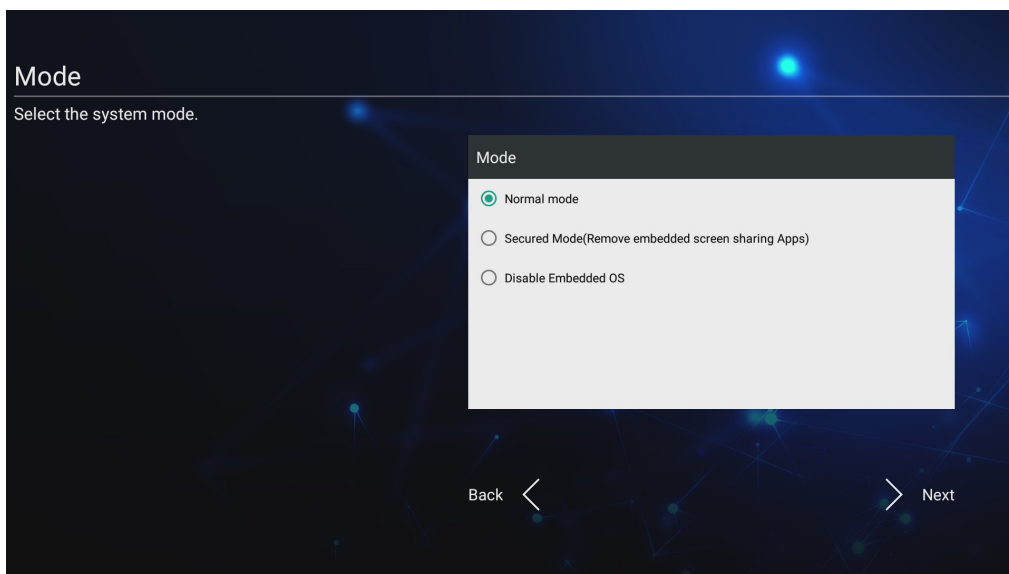 Mode
Select the system mode.
Mode
Normal mode
Secured Mode(Remove embedded screen sharing Apps)
Disable Embedded OS
Back
Next